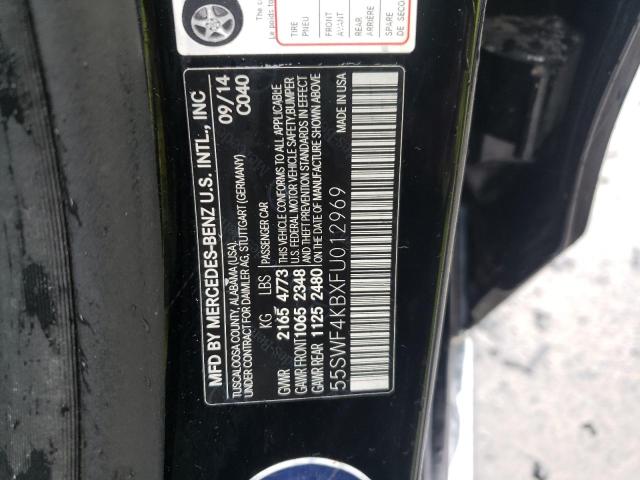 TIRE
PNEU
FRONT
AVANT
REAR
ARRIÈRE
SPARE
DE SECO
MFD BY MERCEDES-BENZ U.S. INTL., INC
TUSCALOOSA COUNTY, ALABAMA (USA)
UNDER CONTRACT FOR DAIMLER AG, STUTTGART (GERMANY)
09/14
C040
KG LBS
GVWR 2165 4773
GAWR FRONT 1065 2348
GAWR REAR 1125 2480
PASSENGER CAR
THIS VEHICLE CONFORMS TO ALL APPLICABLE
U.S. FEDERAL MOTOR VEHICLE SAFETY, BUMPER
AND THEFT PREVENTION STANDARDS IN EFFECT
ON THE DATE OF MANUFACTURE SHOWN ABOVE
55SWF4KBXFU012969
MADE IN USA